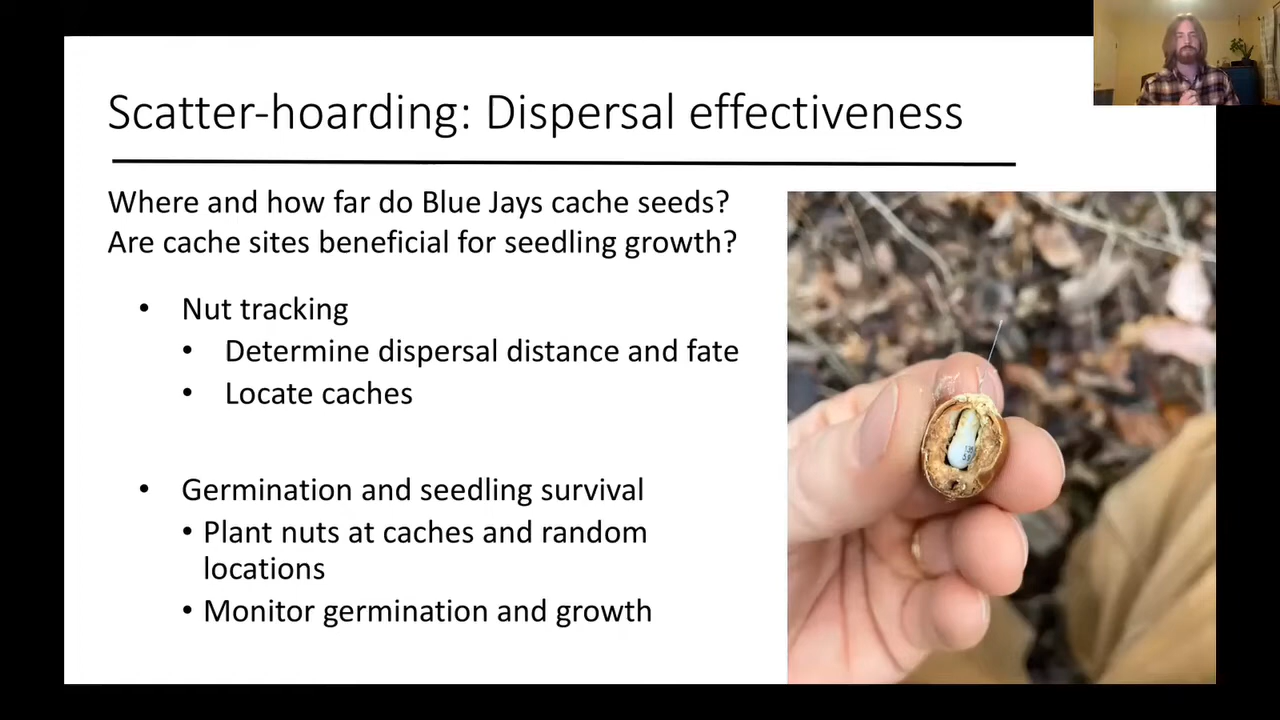 Scatter-hoarding: Dispersal effectiveness
Where and how far do Blue Jays cache seeds?
Are cache sites beneficial for seedling growth?
• Nut tracking
• Determine dispersal distance and fate
• Locate caches
• Germination and seedling survival
• Plant nuts at caches and random
locations
• Monitor germination and growth